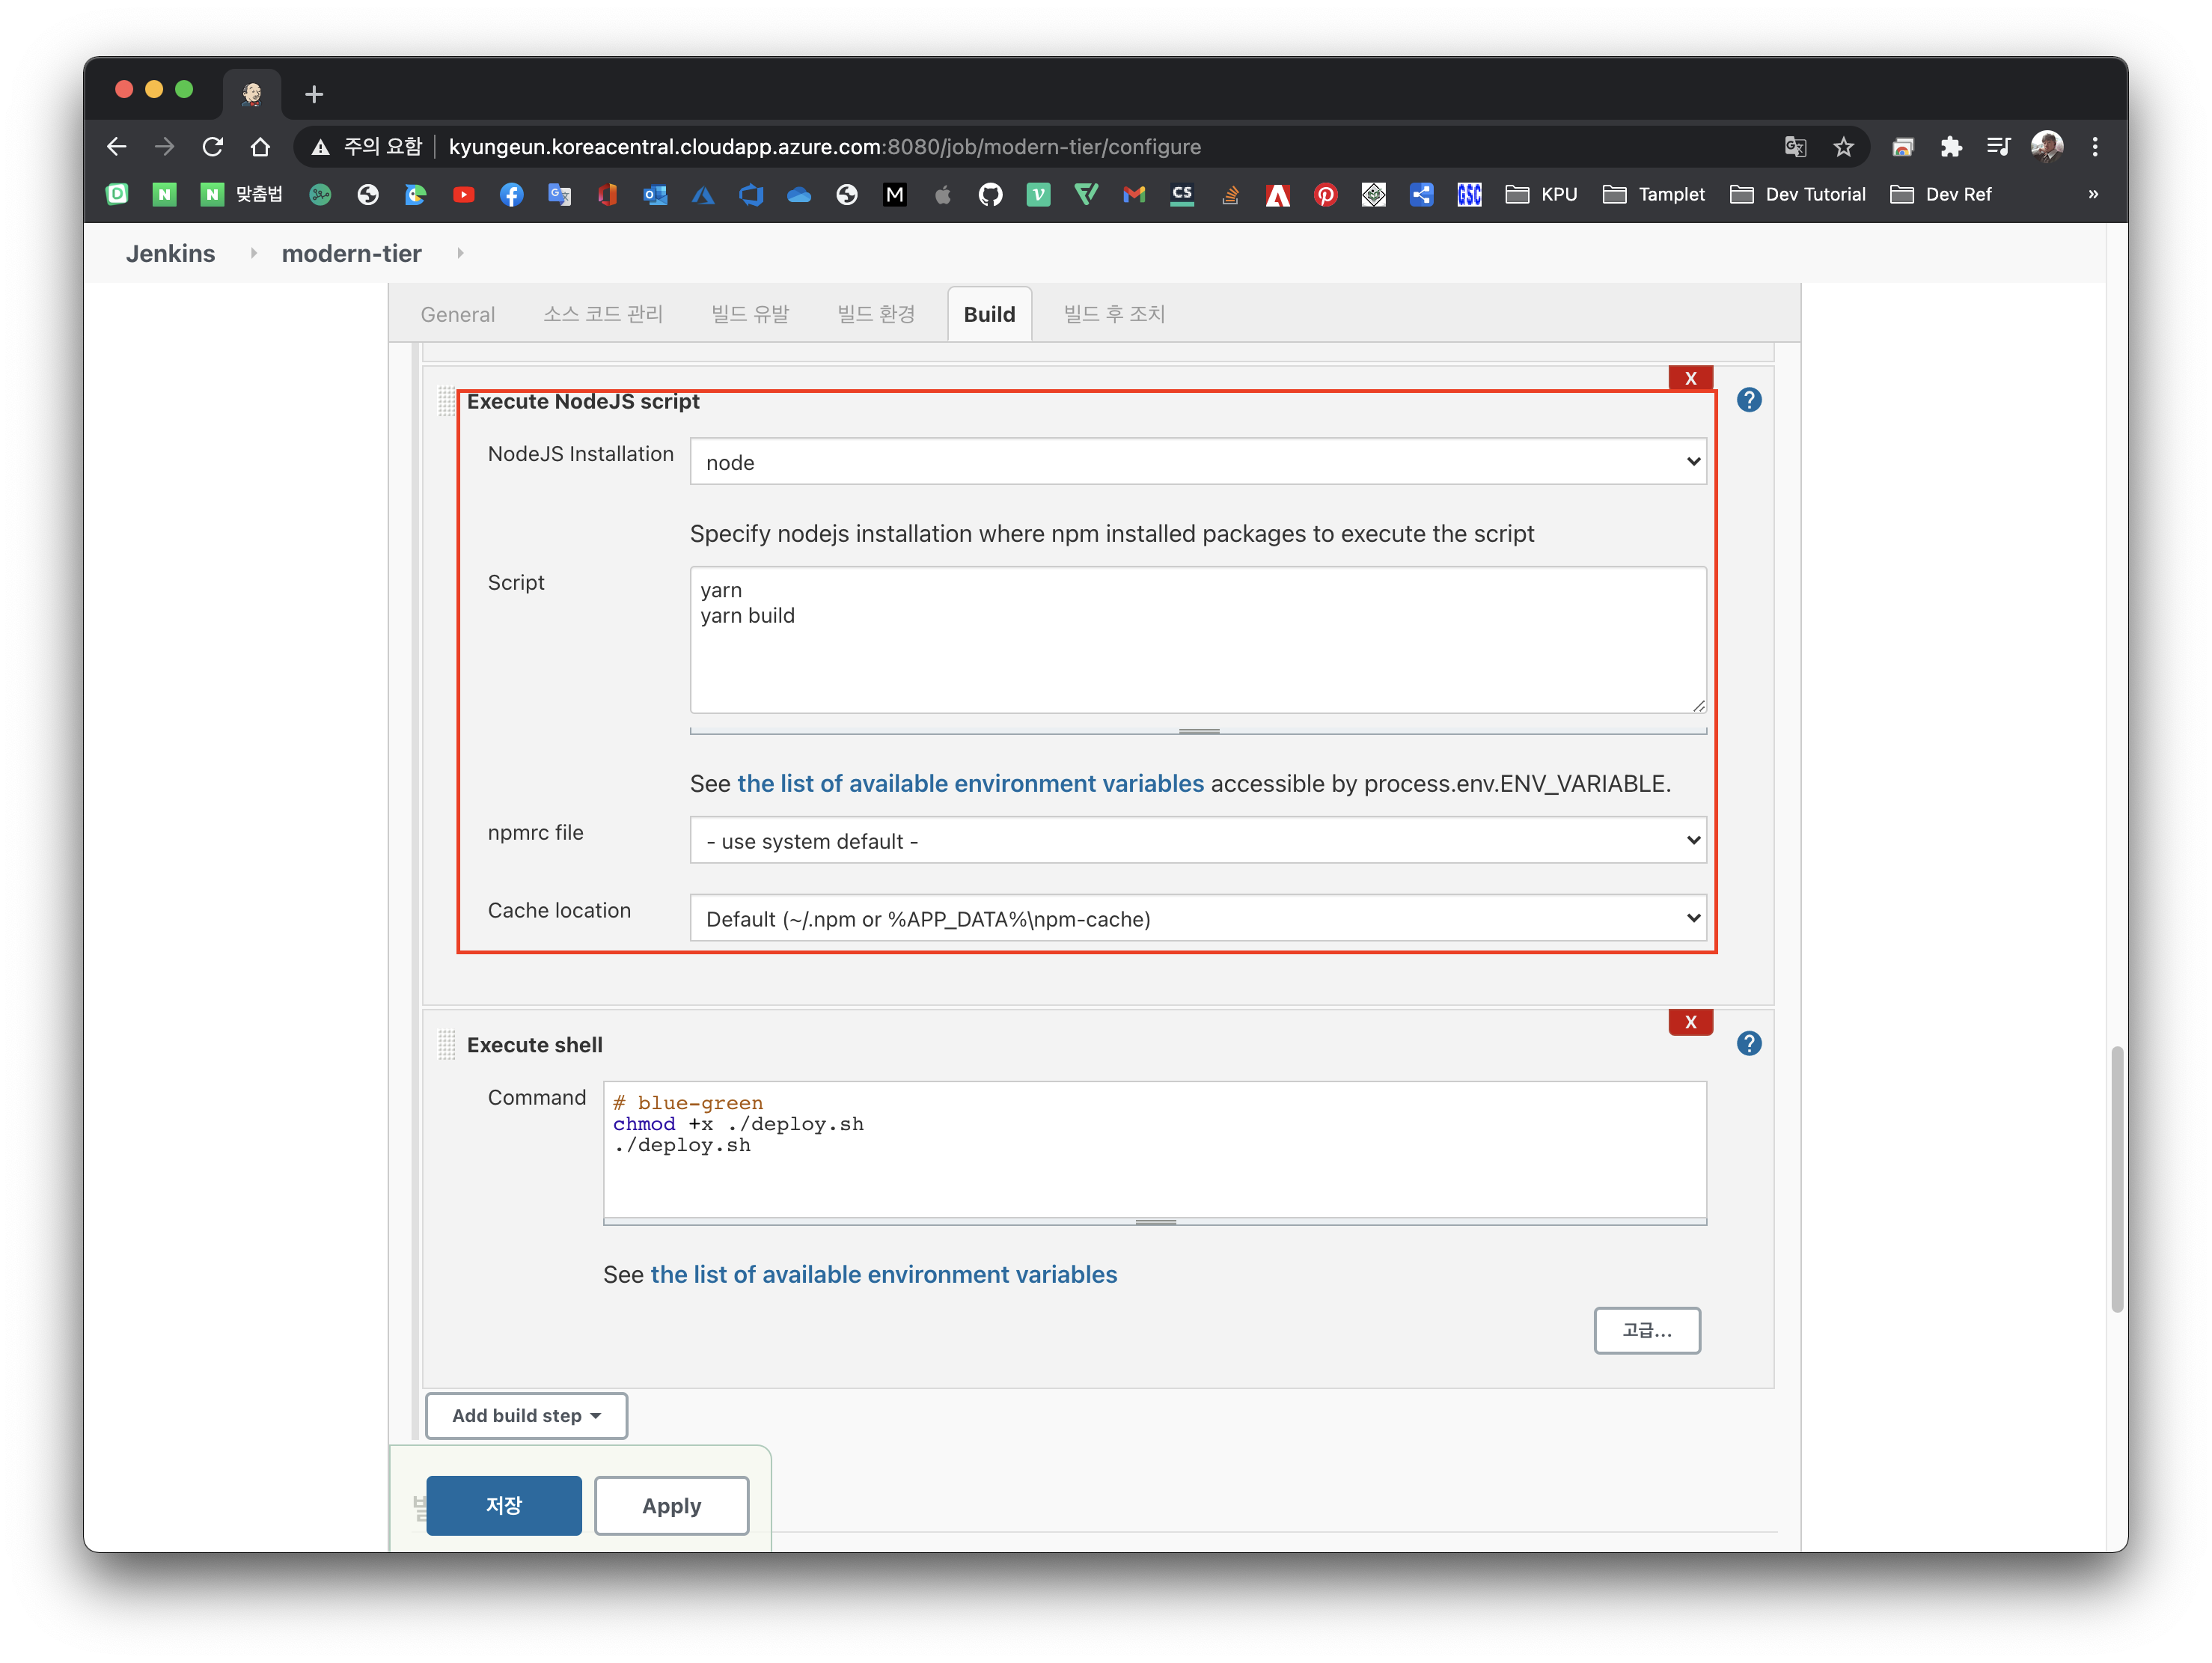 주의 요함 kyungeun.koreacentral.cloudapp.azure.com:8080/job/modern-tier/configure
맞춤법 KPU Tamplet Dev Tutorial Dev Ref »
Jenkins modern-tier
General 소스 코드 관리 빌드 유발 빌드 환경 Build 빌드 후 조치
X
Execute NodeJS script
NodeJS Installation node
Specify nodejs installation where npm installed packages to execute the script
Script
yarn
yarn build
See the list of available environment variables accessible by process.env.ENV_VARIABLE.
npmrc file - use system default -
Cache location Default (~/.npm or %APP_DATA%\npm-cache)
X
Execute shell
Command
# blue-green
chmod +x ./deploy.sh
./deploy.sh
See the list of available environment variables
고급...
Add build step
저장 Apply